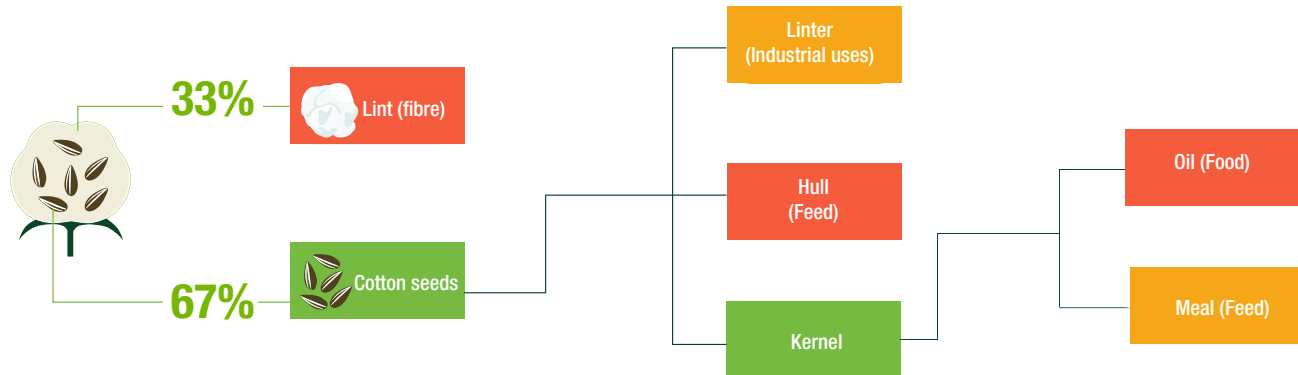 33%
Lint (fibre)
67%
Cotton seeds
Linter
(Industrial uses)
Hull
(Feed)
Kernel
Oil (Food)
Meal (Feed)